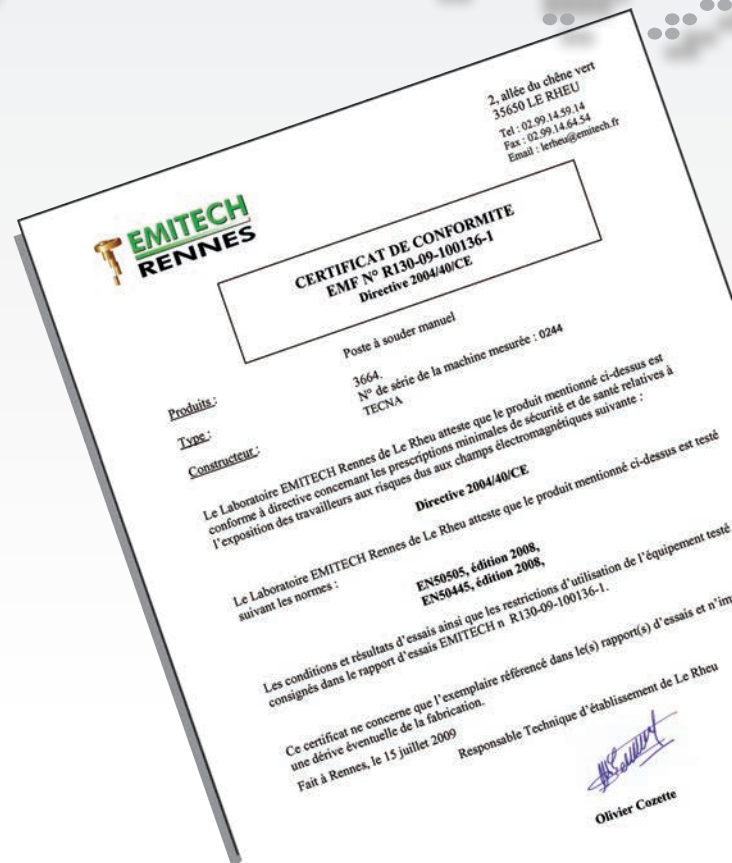 2, allée du chêne vert
35650 LE RHEU
Tel : 02.99.14.59.14
Fax : 02.99.14.64.54
Email : lerheu@emitech.fr
EMITECH
RENNES
CERTIFICAT DE CONFORMITE
EMF N° R130-09-100136-1
Directive 2004/40/CE
Produits :
Poste à souder manuel
Type :
3664.
N° de série de la machine mesurée : 0244
Constructeur :
TECNA
Le Laboratoire EMITECH Rennes de Le Rheu atteste que le produit mentionné ci-dessus est
conforme à directive concernant les prescriptions minimales de sécurité et de santé relatives à
l'exposition des travailleurs aux risques dus aux champs électromagnétiques suivante :
Directive 2004/40/CE
Le Laboratoire EMITECH Rennes de Le Rheu atteste que le produit mentionné ci-dessus est testé
suivant les normes :
EN50505, édition 2008,
EN50445, édition 2008,
Les conditions et résultats d'essais ainsi que les restrictions d'utilisation de l'équipement testé
consignés dans le rapport d'essais EMITECH n R130-09-100136-1.
Ce certificat ne concerne que l'exemplaire référencé dans le(s) rapport(s) d'essais et n'im
une dérive éventuelle de la fabrication.
Fait à Rennes, le 15 juillet 2009
Responsable Technique d'établissement de Le Rheu
Olivier Cozette